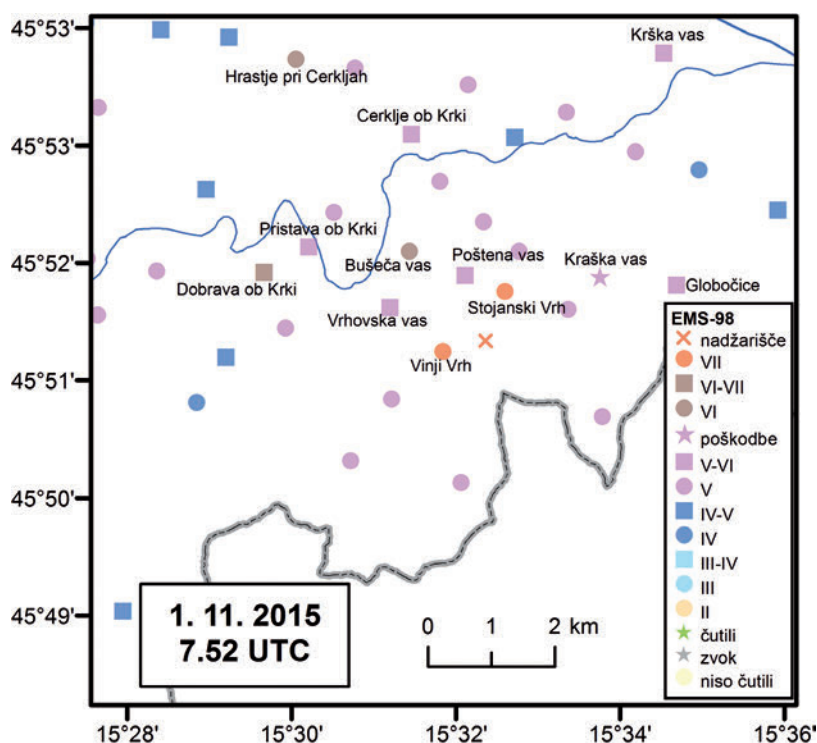 45°53'
Krška vas
Hrastje pri Cerkljah
Cerklje ob Krki
45°53'
Pristava ob Krki
45°52'
Bušeča vas
Poštena vas
Kraška vas
Dobrava ob Krki
Stojanski Vrh
Globočice
Vrhovska vas
Vinji Vrh
45°51'
45°50'
45°49'
EMS-98
nadžarišče
VII
VI-VII
VI
poškodbe
V-VI
V
IV-V
IV
III-IV
III
II
čutili
zvok
niso čutili
1. 11. 2015
7.52 UTC
0 1 2 km
15°28' 15°30' 15°32' 15°34' 15°36'